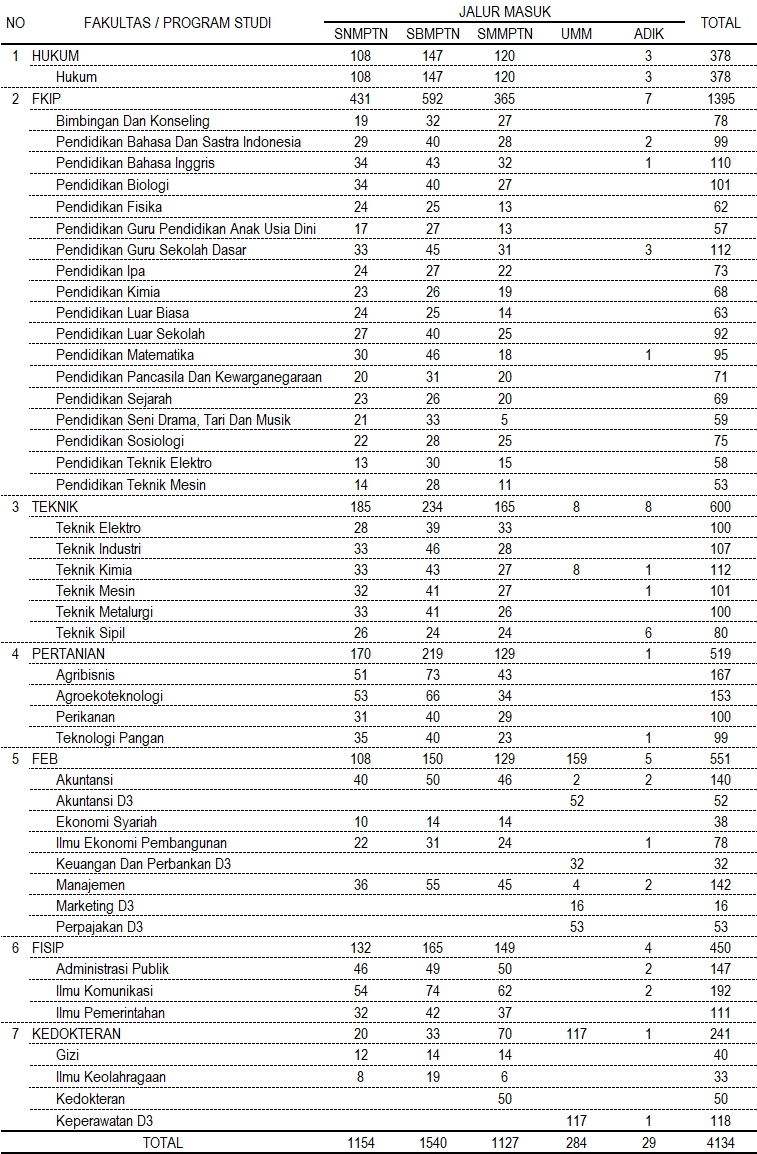 NO FAKULTAS / PROGRAM STUDI JALUR MASUK TOTAL
SNMPTN SBMPTN SMMPTN UMM ADIK
1 HUKUM 108 147 120 3 378
Hukum 108 147 120 3 378
2 FKIP 431 592 365 7 1395
Bimbingan Dan Konseling 19 32 27 78
Pendidikan Bahasa Dan Sastra Indonesia 29 40 28 2 99
Pendidikan Bahasa Inggris 34 43 32 1 110
Pendidikan Biologi 34 40 27 101
Pendidikan Fisika 24 25 13 62
Pendidikan Guru Pendidikan Anak Usia Dini 17 27 13 57
Pendidikan Guru Sekolah Dasar 33 45 31 3 112
Pendidikan Ipa 24 27 22 73
Pendidikan Kimia 23 26 19 68
Pendidikan Luar Biasa 24 25 14 63
Pendidikan Luar Sekolah 27 40 25 92
Pendidikan Matematika 30 46 18 1 95
Pendidikan Pancasila Dan Kewarganegaraan 20 31 20 71
Pendidikan Sejarah 23 26 20 69
Pendidikan Seni Drama, Tari Dan Musik 21 33 5 59
Pendidikan Sosiologi 22 28 25 75
Pendidikan Teknik Elektro 13 30 15 58
Pendidikan Teknik Mesin 14 28 11 53
3 TEKNIK 185 234 165 8 8 600
Teknik Elektro 28 39 33 100
Teknik Industri 33 46 28 107
Teknik Kimia 33 43 27 8 1 112
Teknik Mesin 32 41 27 1 101
Teknik Metalurgi 33 41 26 100
Teknik Sipil 26 24 24 6 80
4 PERTANIAN 170 219 129 1 519
Agribisnis 51 73 43 167
Agroekoteknologi 53 66 34 153
Perikanan 31 40 29 100
Teknologi Pangan 35 40 23 1 99
5 FEB 108 150 129 159 5 551
Akuntansi 40 50 46 2 2 140
Akuntansi D3 52 52
Ekonomi Syariah 10 14 14 38
Ilmu Ekonomi Pembangunan 22 31 24 1 78
Keuangan Dan Perbankan D3 32 32
Manajemen 36 55 45 4 2 142
Marketing D3 16 16
Perpajakan D3 53 53
6 FISIP 132 165 149 4 450
Administrasi Publik 46 49 50 2 147
Ilmu Komunikasi 54 74 62 2 192
Ilmu Pemerintahan 32 42 37 111
7 KEDOKTERAN 20 33 70 117 1 241
Gizi 12 14 14 40
Ilmu Keolahragaan 8 19 6 33
Kedokteran 50 50
Keperawatan D3 117 1 118
TOTAL 1154 1540 1127 284 29 4134